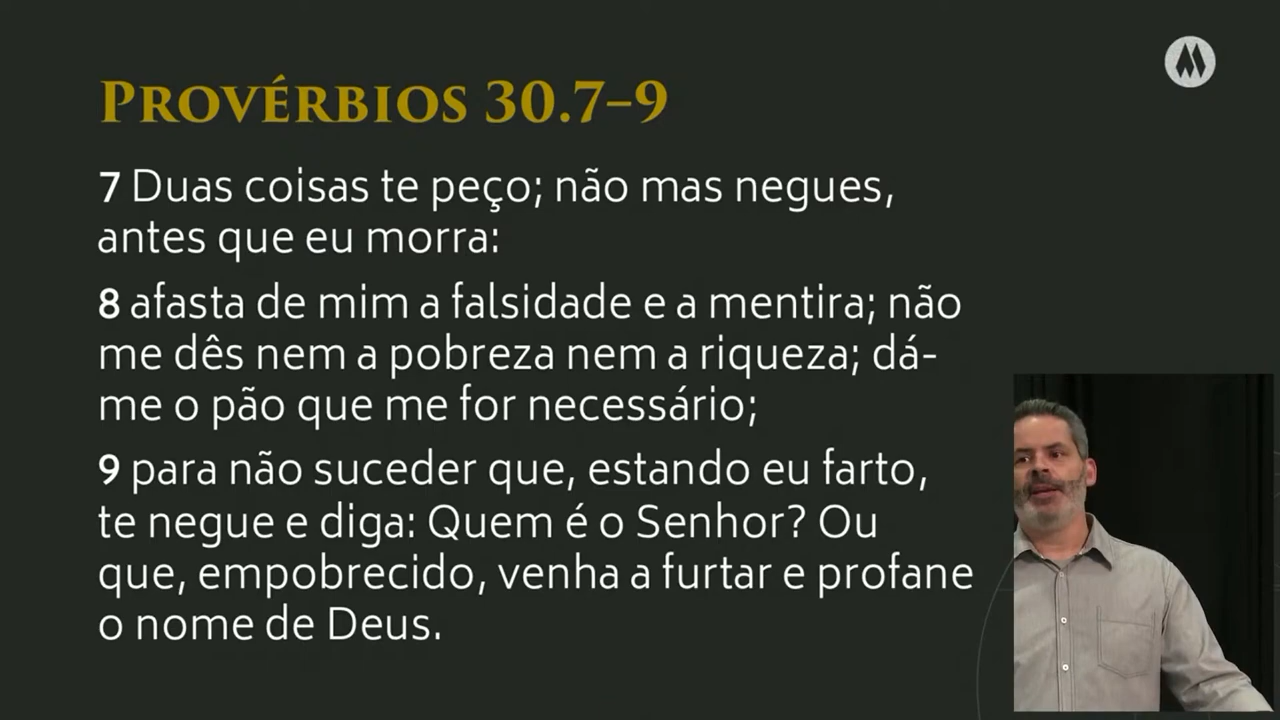 Provérbios 30.7–9
7 Duas coisas te peço; não mas negues,
antes que eu morra:
8 afasta de mim a falsidade e a mentira; não
me dês nem a pobreza nem a riqueza; dá-
me o pão que me for necessário;
9 para não suceder que, estando eu farto,
te negue e diga: Quem é o Senhor? Ou
que, empobrecido, venha a furtar e profane
o nome de Deus.